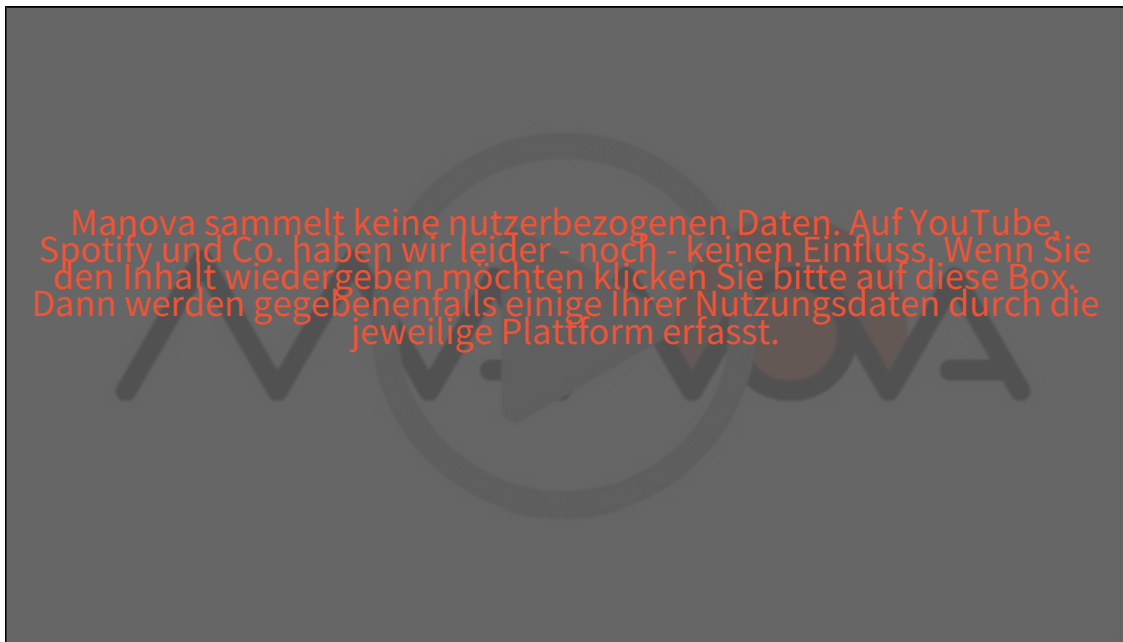 Manova sammelt keine nutzerbezogenen Daten. Auf YouTube,
Spotify und Co. haben wir leider - noch - keinen Einfluss. Wenn Sie
den Inhalt wiedergeben möchten klicken Sie bitte auf diese Box.
Dann werden gegebenenfalls einige Ihrer Nutzungsdaten durch die
jeweilige Plattform erfasst.
MANOVA